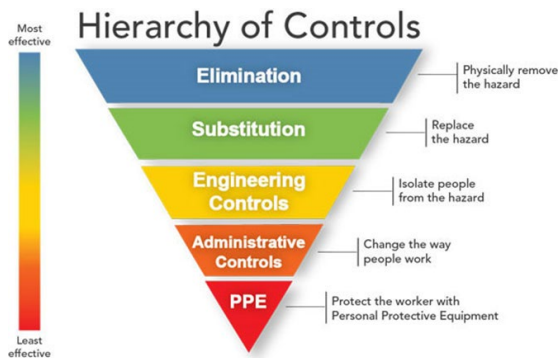 Hierarchy of Controls
Most
effective
Elimination
Physically remove
the hazard
Substitution
Replace
the hazard
Engineering
Controls
Isolate people
from the hazard
Administrative
Controls
Change the way
people work
PPE
Protect the worker with
Personal Protective Equipment
Least
effective